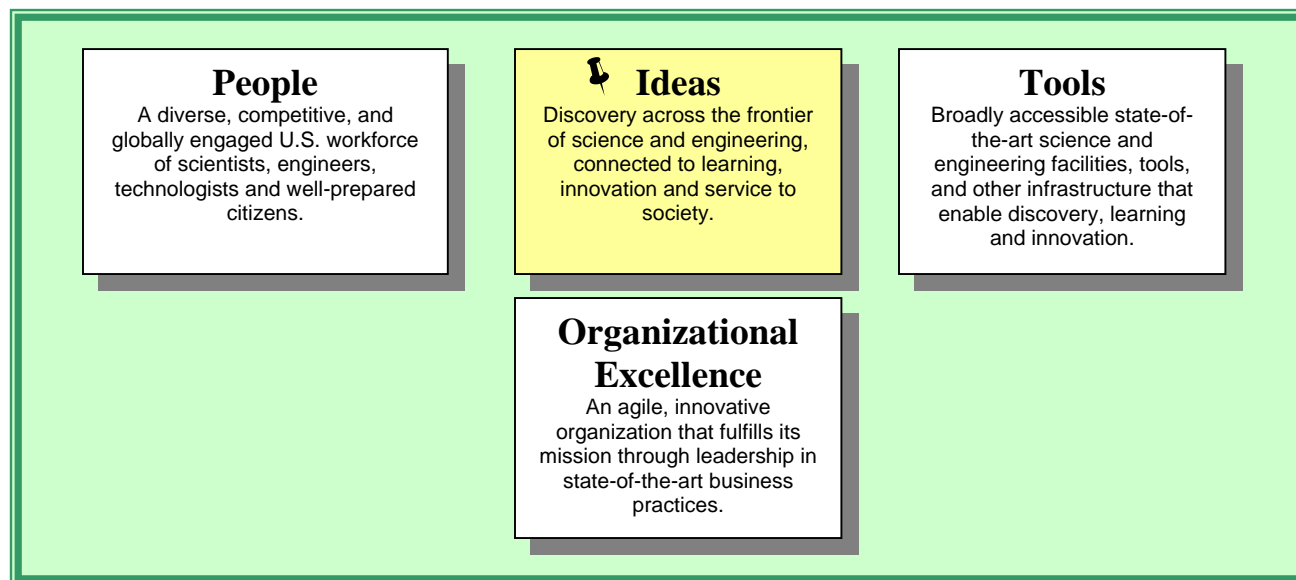 People
A diverse, competitive, and
globally engaged U.S. workforce
of scientists, engineers,
technologists and well-prepared
citizens.
Ideas
Discovery across the frontier
of science and engineering,
connected to learning,
innovation and service to
society.
Tools
Broadly accessible state-of-
the-art science and
engineering facilities, tools,
and other infrastructure that
enable discovery, learning
and innovation.
Organizational
Excellence
An agile, innovative
organization that fulfills its
mission through leadership in
state-of-the-art business
practices.